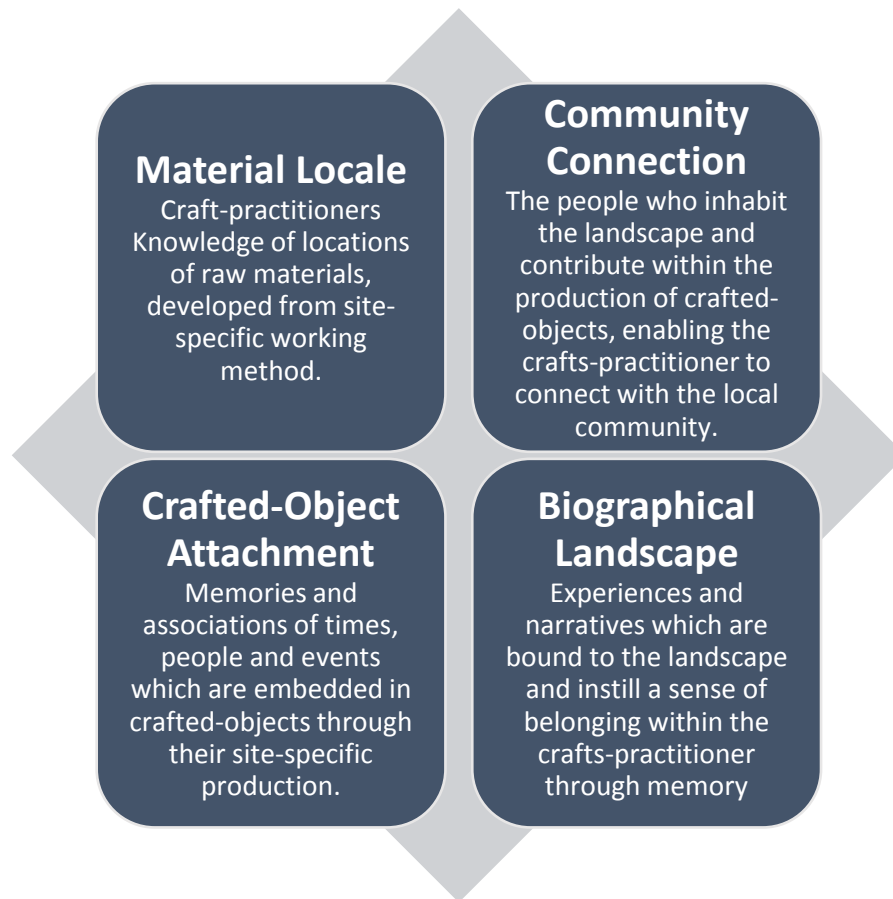 Material Locale
Craft-practitioners
Knowledge of locations
of raw materials,
developed from site-
specific working
method.
Community
Connection
The people who inhabit
the landscape and
contribute within the
production of crafted-
objects, enabling the
crafts-practitioner to
connect with the local
community.
Crafted-Object
Attachment
Memories and
associations of times,
people and events
which are embedded in
crafted-objects through
their site-specific
production.
Biographical
Landscape
Experiences and
narratives which are
bound to the landscape
and instill a sense of
belonging within the
crafts-practitioner
through memory